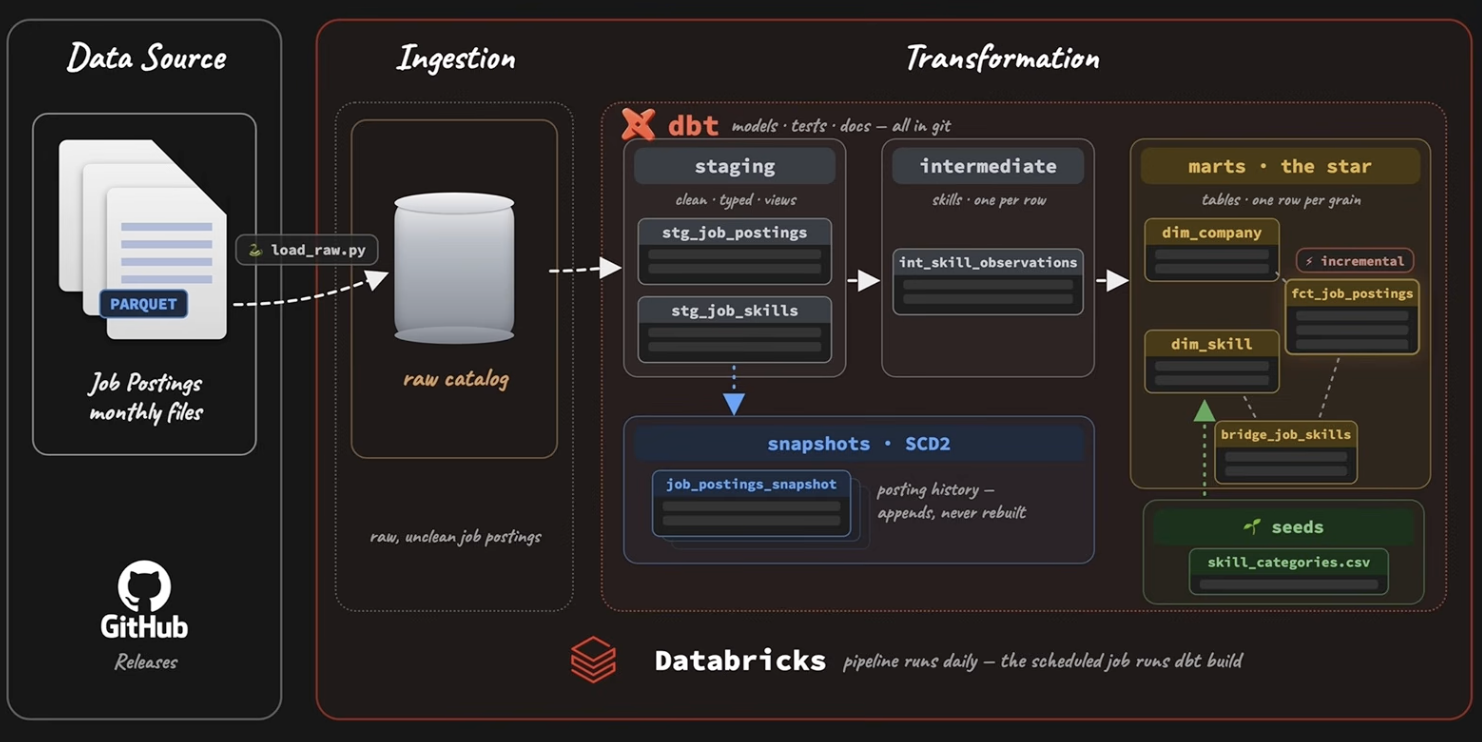 Data Source
PARQUET
Job Postings
monthly files
GitHub
Releases
load_raw.py
Ingestion
raw catalog
raw, unclean job postings
Transformation
dbt models · tests · docs — all in git
staging
clean · typed · views
stg_job_postings
stg_job_skills
intermediate
skills · one per row
int_skill_observations
marts · the star
tables · one row per grain
dim_company
⚡ incremental
fct_job_postings
dim_skill
bridge_job_skills
snapshots · SCD2
job_postings_snapshot
posting history —
appends, never rebuilt
seeds
skill_categories.csv
Databricks pipeline runs daily — the scheduled job runs dbt build